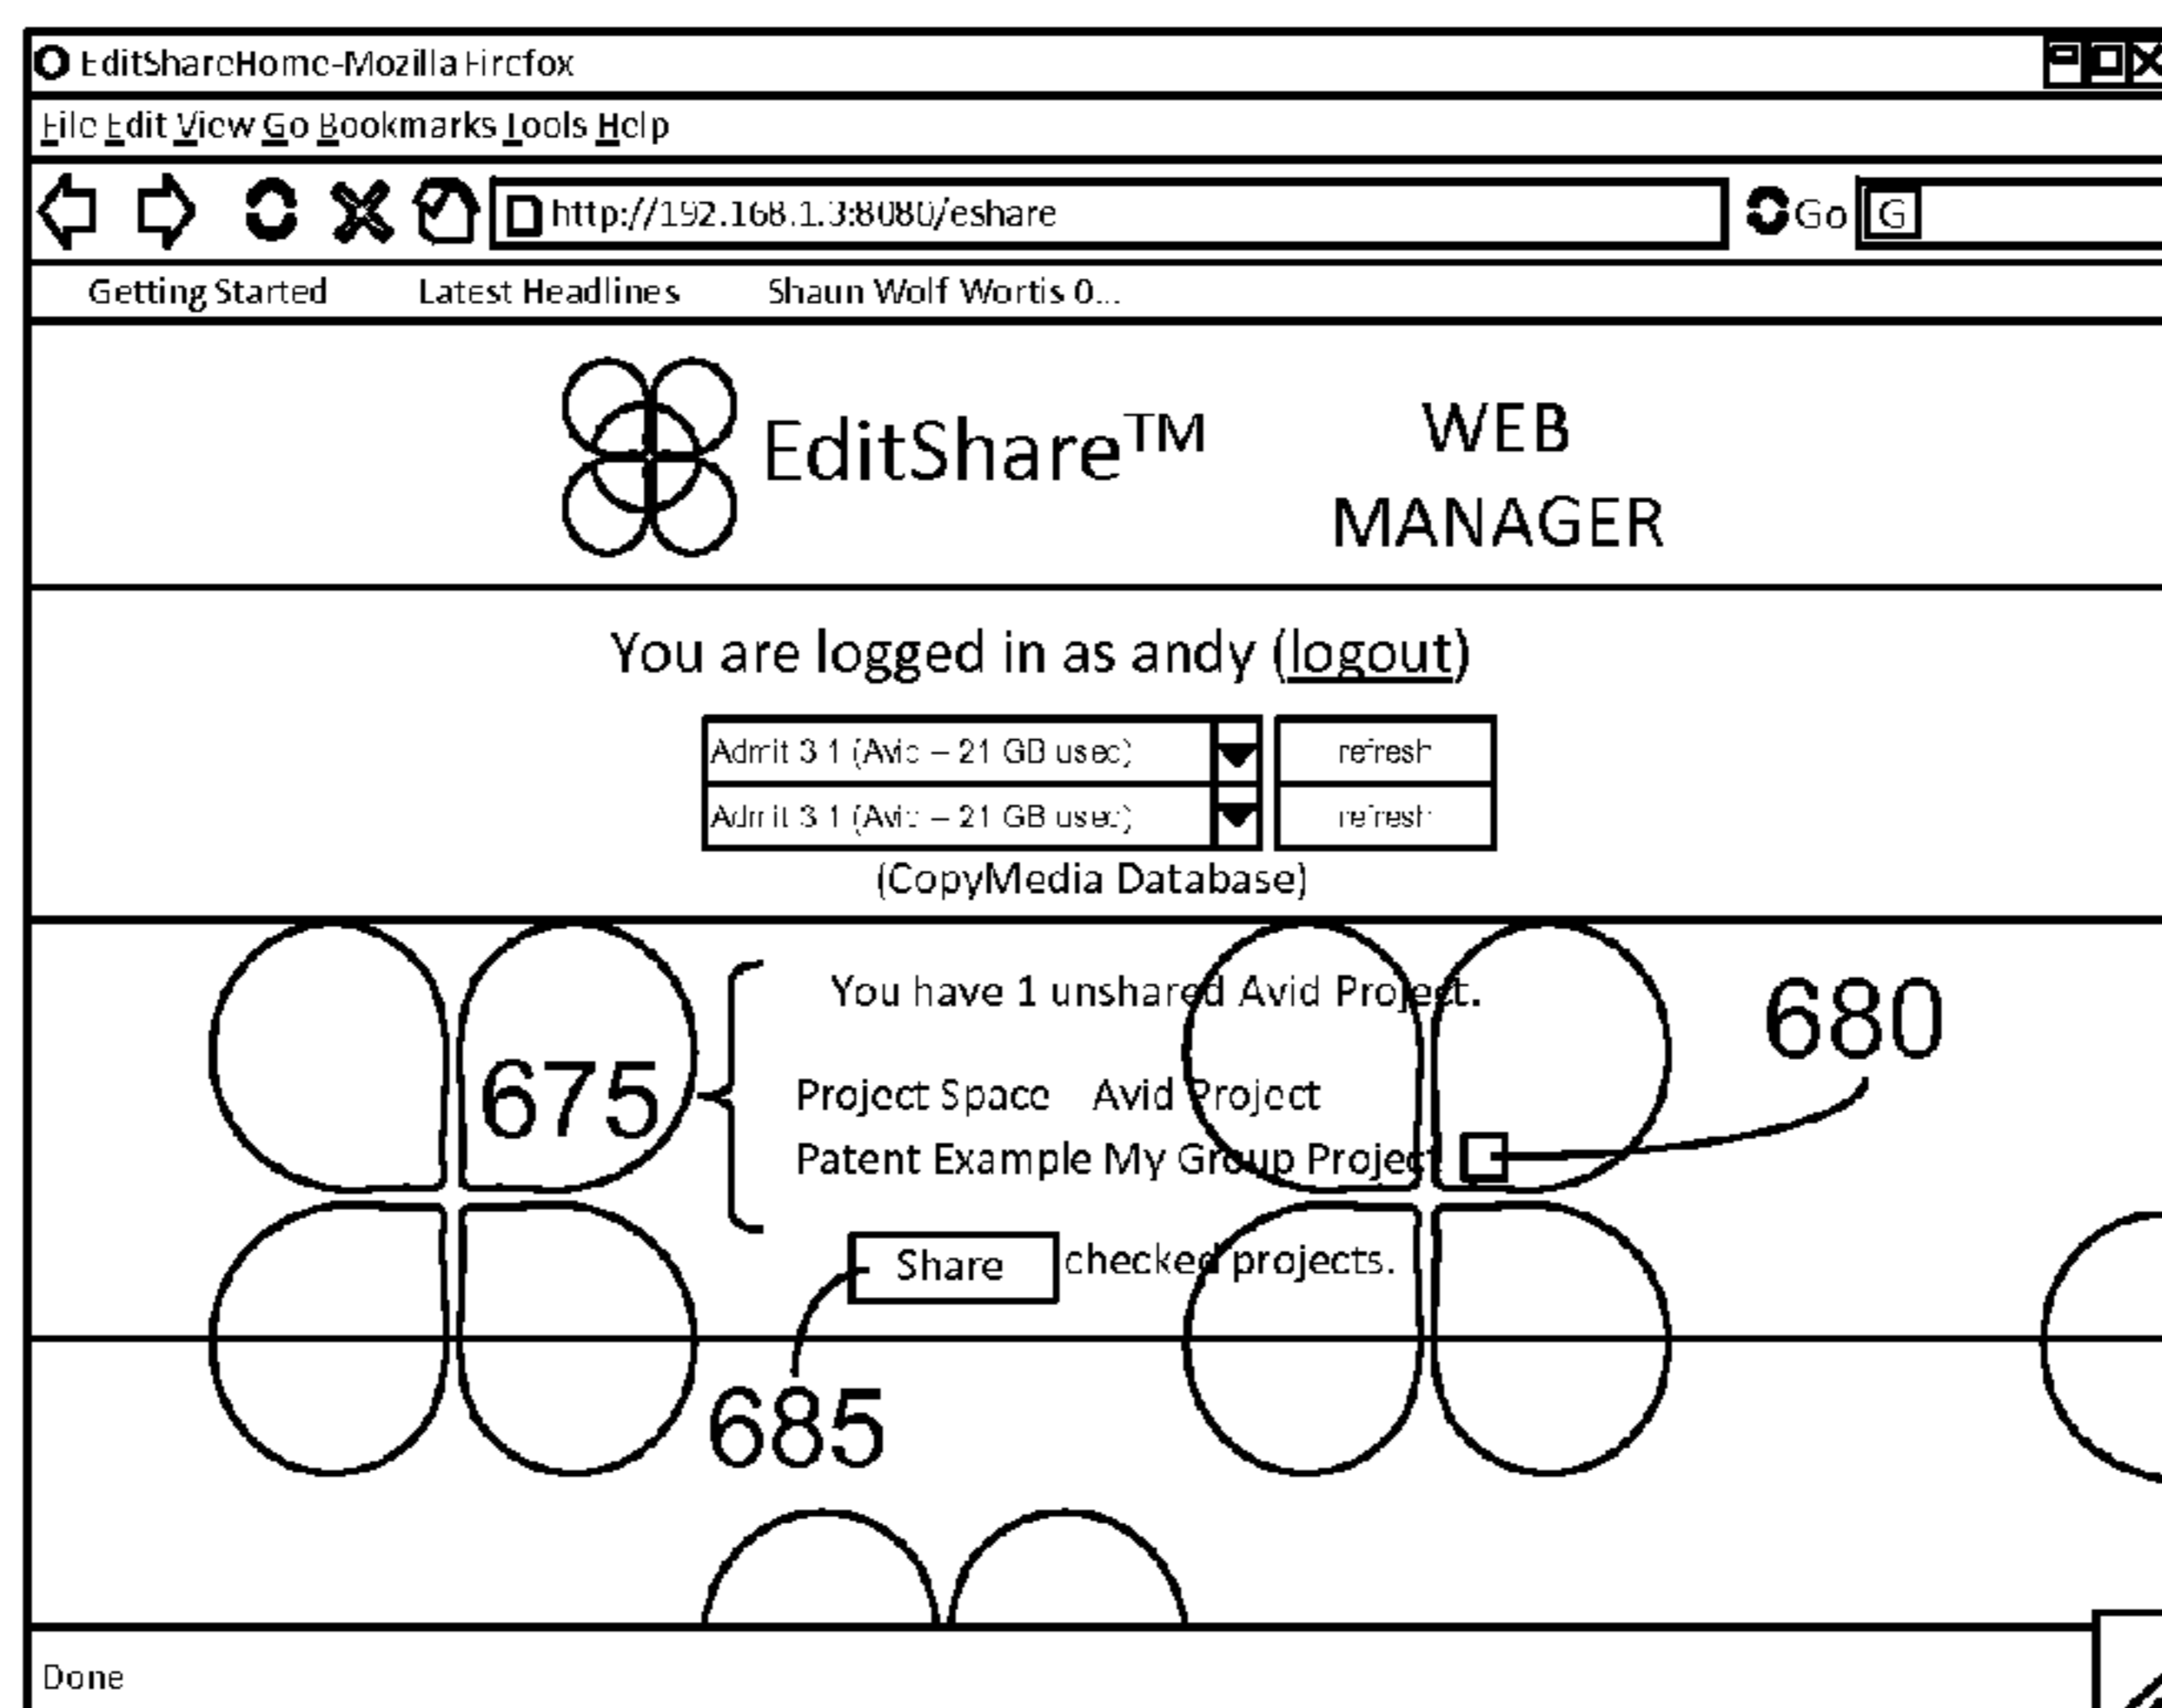 EditShareHome-Mozilla Firefox
File Edit View Go Bookmarks Tools Help
http://192.168.1.3:8080/eshare Go G
Getting Started Latest Headlines Shaun Wolf Wortis 0...
EditShare™ WEB
MANAGER
You are logged in as andy (logout)
Admit 3 1 (Avid – 21 GB used) refresh
Admit 3 1 (Avid – 21 GB used) refresh
(CopyMedia Database)
You have 1 unshared Avid Project.
680
675
Project Space Avid Project
Patent Example My Group Project
Share checked projects.
685
Done